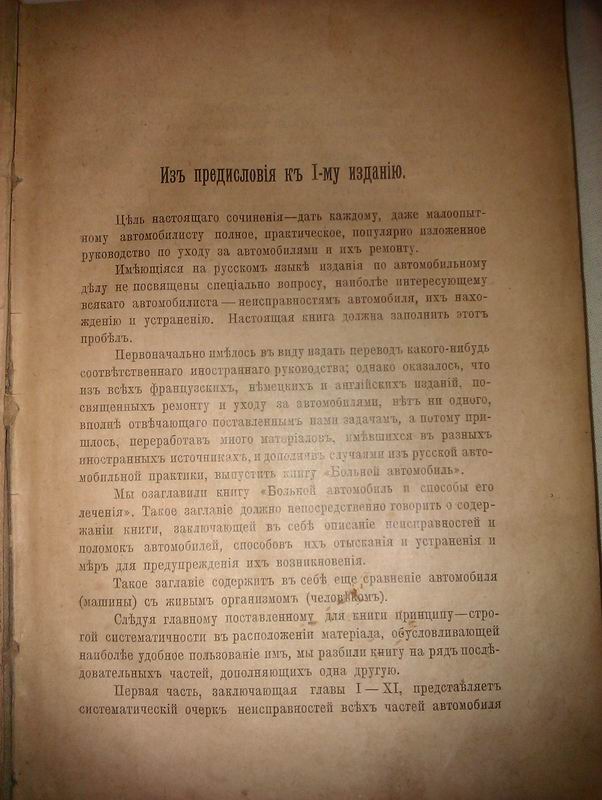 Изъ предисловія къ I-му изданію.
Цѣль настоящаго сочиненія—дать каждому, даже малоопыт-
ному автомобилисту полное, практическое, популярно изложенное
руководство по уходу за автомобилями и ихъ ремонту.
Имѣющіяся на русскомъ языкѣ изданія по автомобильному
дѣлу не посвящены спеціально вопросу, наиболѣе интересующему
всякаго автомобилиста — неисправностямъ автомобиля, ихъ нахо-
жденію и устраненію. Настоящая книга должна заполнить этотъ
пробѣлъ.
Первоначально имѣлось въ виду издать переводъ какого-нибудь
соотвѣтственнаго иностраннаго руководства; однако оказалось, что
изъ всѣхъ французскихъ, нѣмецкихъ и англійскихъ изданій, по-
священныхъ ремонту и уходу за автомобилями, нѣтъ ни одного,
вполнѣ отвѣчающаго поставленнымъ нами задачамъ, а потому при-
шлось, переработавъ много матеріаловъ, имѣвшихся въ разныхъ
иностранныхъ источникахъ, и дополнивъ случаями изъ русской авто-
мобильной практики, выпустить книгу «Больной автомобиль».
Мы озаглавили книгу «Больной автомобиль и способы его
леченія». Такое заглавіе должно непосредственно говорить о содер-
жаніи книги, заключающей въ себѣ описаніе неисправностей и
поломокъ автомобилей, способовъ ихъ отысканія и устраненія и
мѣръ для предупрежденія ихъ возникновенія.
Такое заглавіе содержитъ въ себѣ еще сравненіе автомобиля
(машины) съ живымъ организмомъ (человѣкомъ).
Слѣдуя главному поставленному для книги принципу—стро-
гой систематичности въ расположеніи матеріала, обусловливающей
наиболѣе удобное пользованіе имъ, мы разбили книгу на рядъ послѣ-
довательныхъ частей, дополняющихъ одна другую.
Первая часть, заключающая главы I — XI, представляетъ
систематическій очеркъ неисправностей всѣхъ частей автомобиля